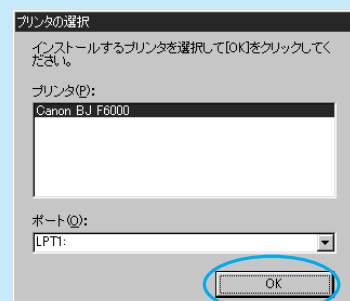 プリンタの選択
インストールするプリンタを選択して[OK]をクリックしてく
ださい。
プリンタ(P):
Canon BJ F6000
ポート(O):
LPT1:
OK